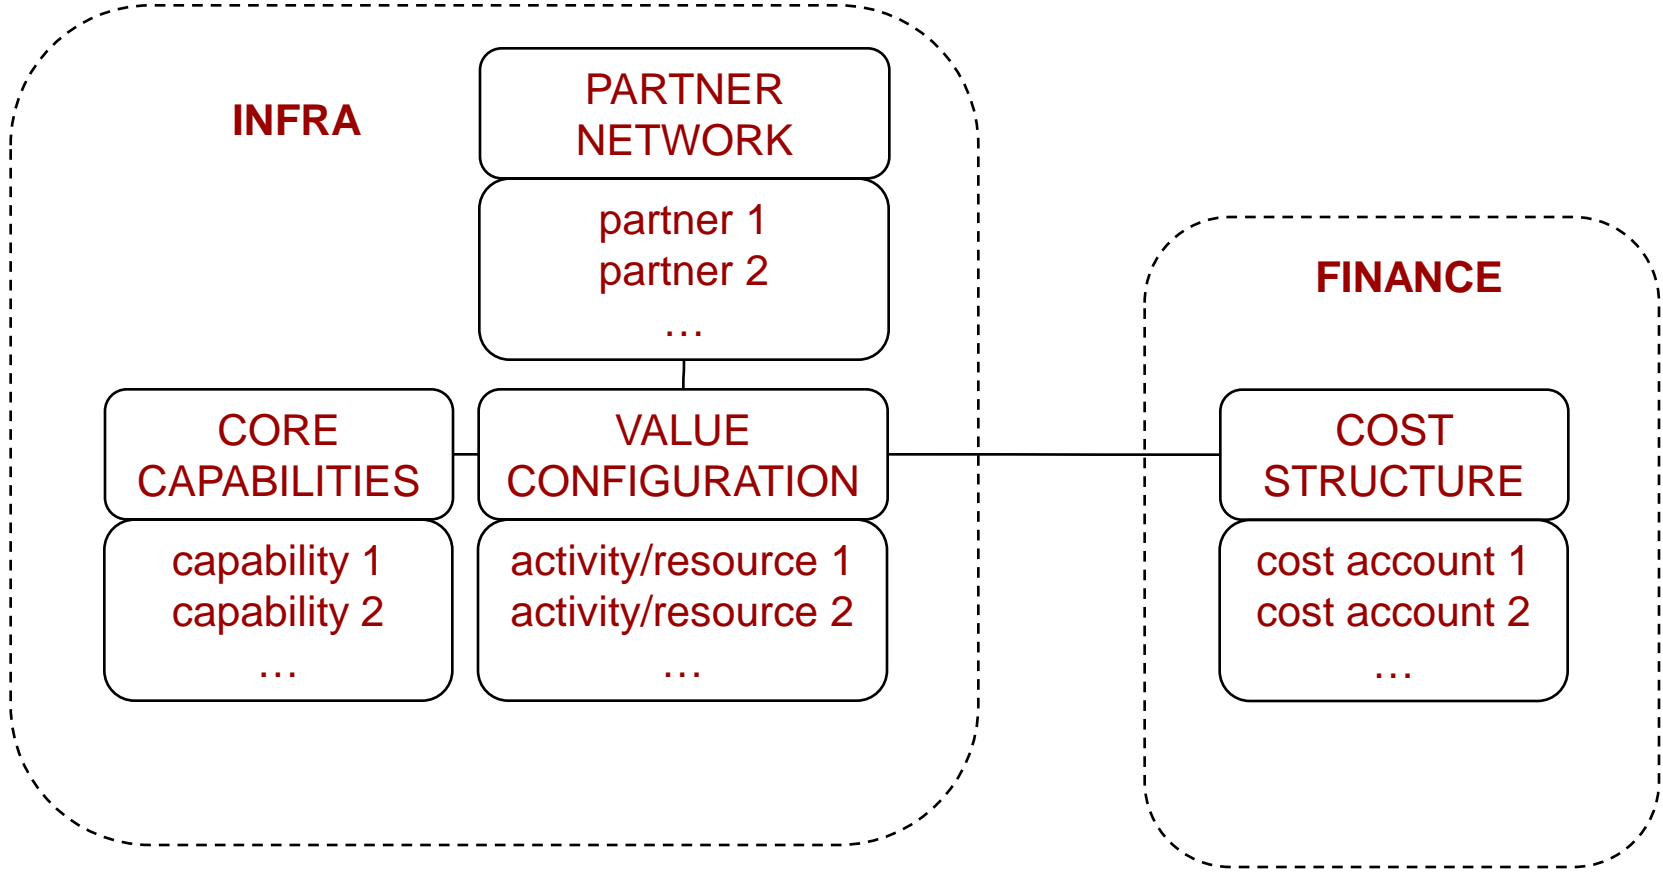 INFRA
PARTNER
NETWORK
partner 1
partner 2
…
CORE
CAPABILITIES
capability 1
capability 2
…
VALUE
CONFIGURATION
activity/resource 1
activity/resource 2
…
FINANCE
COST
STRUCTURE
cost account 1
cost account 2
…